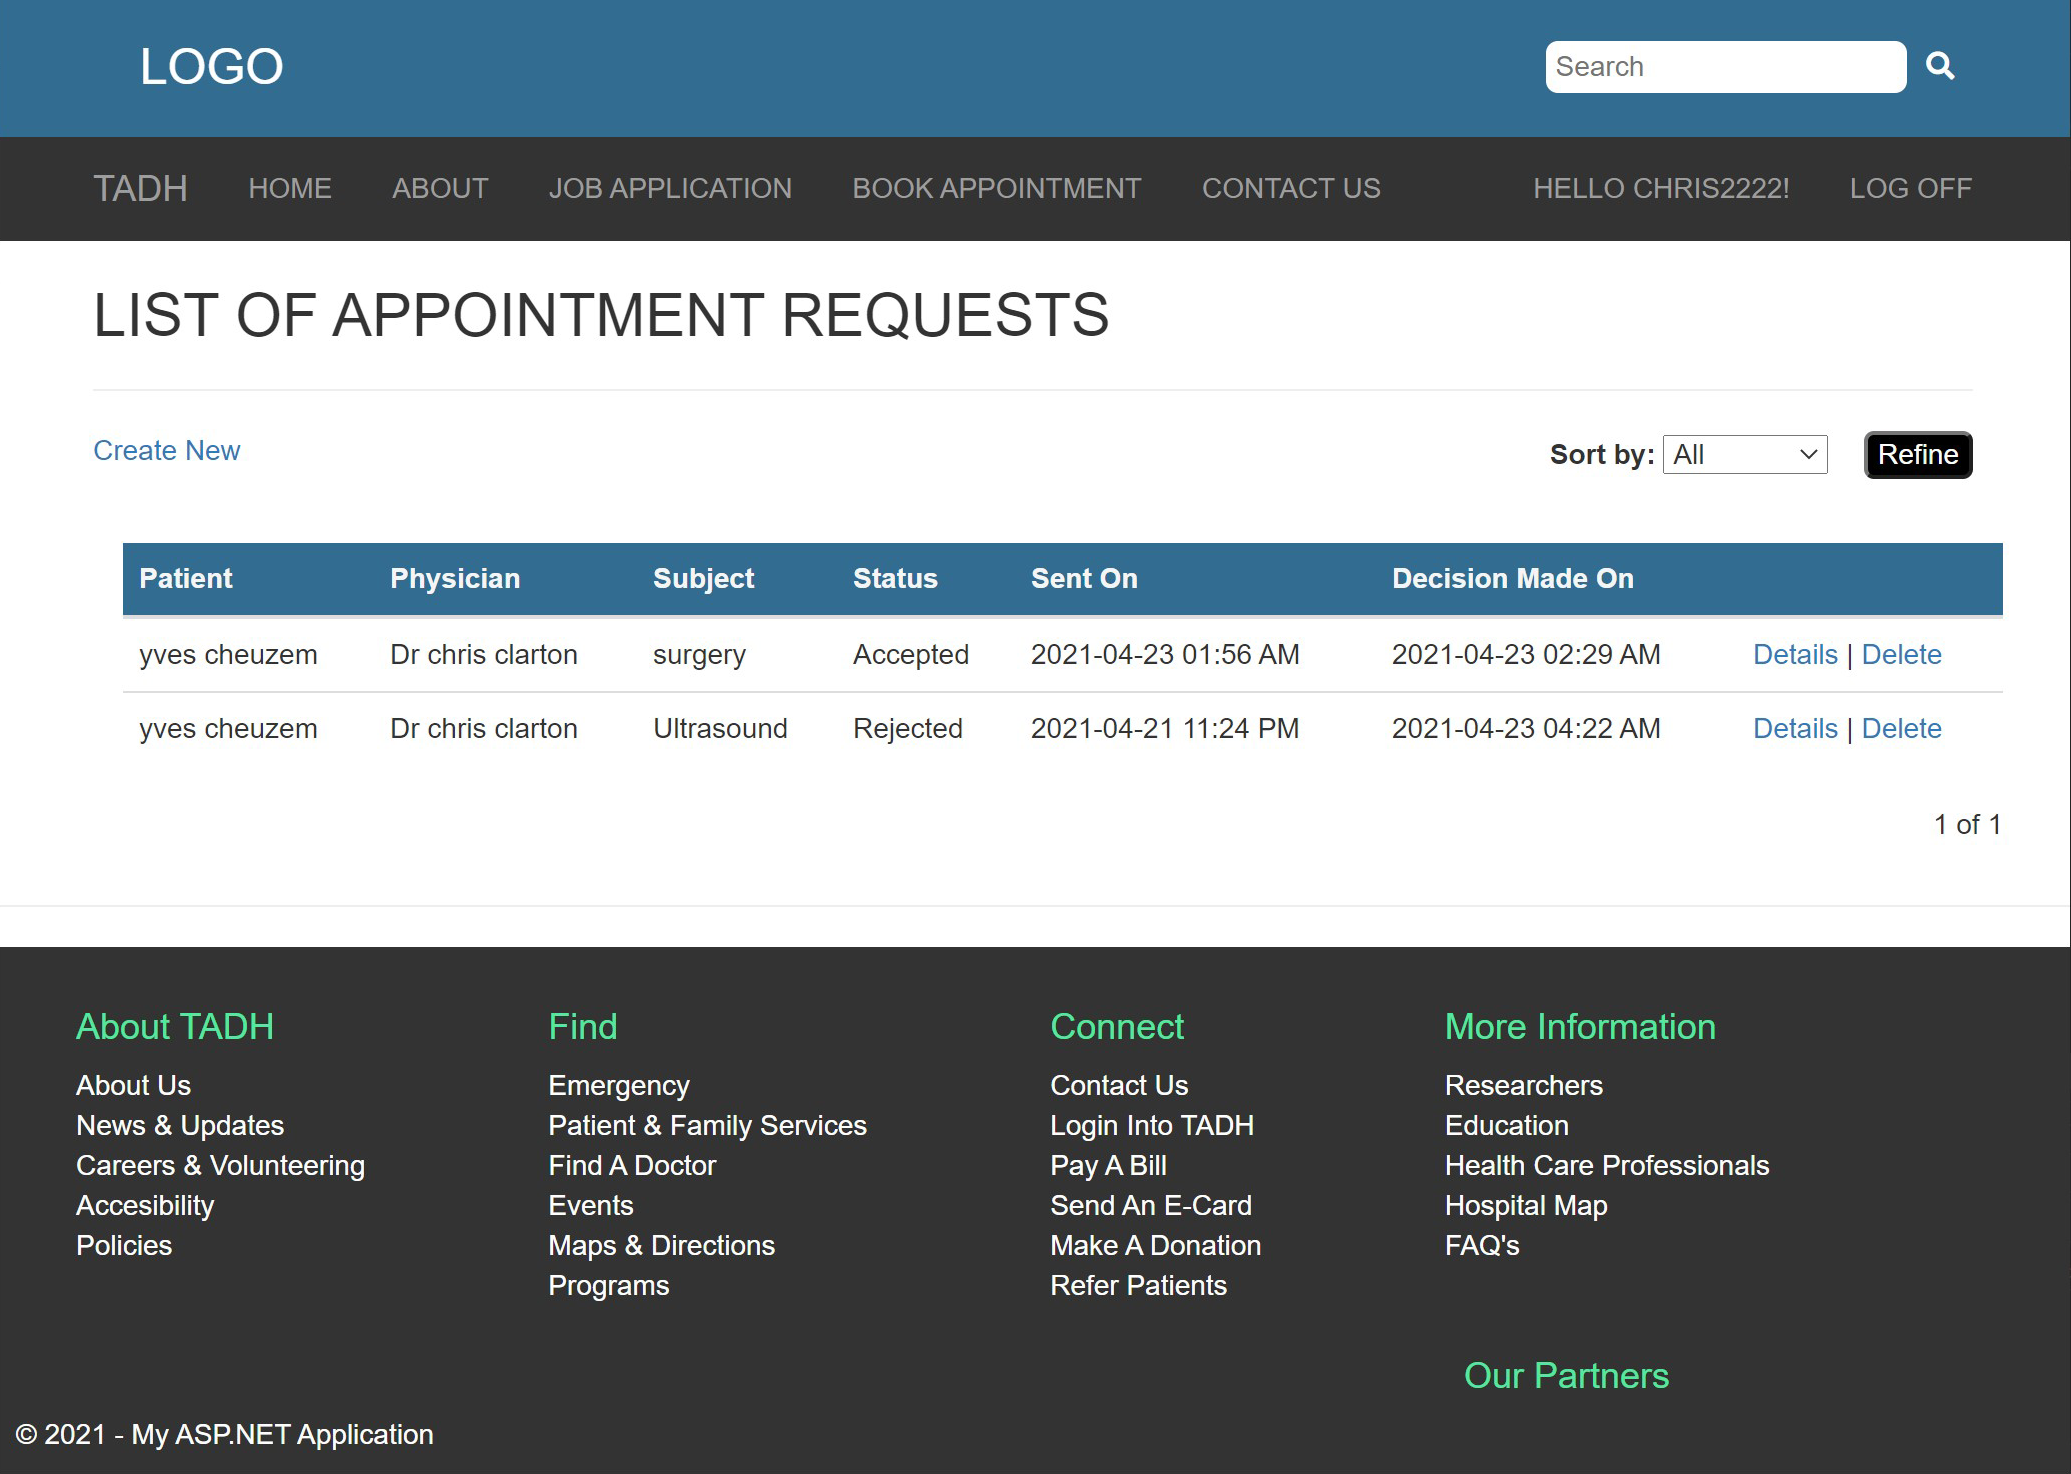 LOGO
Search
TADH HOME ABOUT JOB APPLICATION BOOK APPOINTMENT CONTACT US HELLO CHRIS2222! LOG OFF
LIST OF APPOINTMENT REQUESTS
Create New Sort by: All Refine
Patient Physician Subject Status Sent On Decision Made On
yves cheuzem Dr chris clarton surgery Accepted 2021-04-23 01:56 AM 2021-04-23 02:29 AM Details | Delete
yves cheuzem Dr chris clarton Ultrasound Rejected 2021-04-21 11:24 PM 2021-04-23 04:22 AM Details | Delete
1 of 1
About TADH
About Us
News & Updates
Careers & Volunteering
Accesibility
Policies
Find
Emergency
Patient & Family Services
Find A Doctor
Events
Maps & Directions
Programs
Connect
Contact Us
Login Into TADH
Pay A Bill
Send An E-Card
Make A Donation
Refer Patients
More Information
Researchers
Education
Health Care Professionals
Hospital Map
FAQ's
Our Partners
© 2021 - My ASP.NET Application